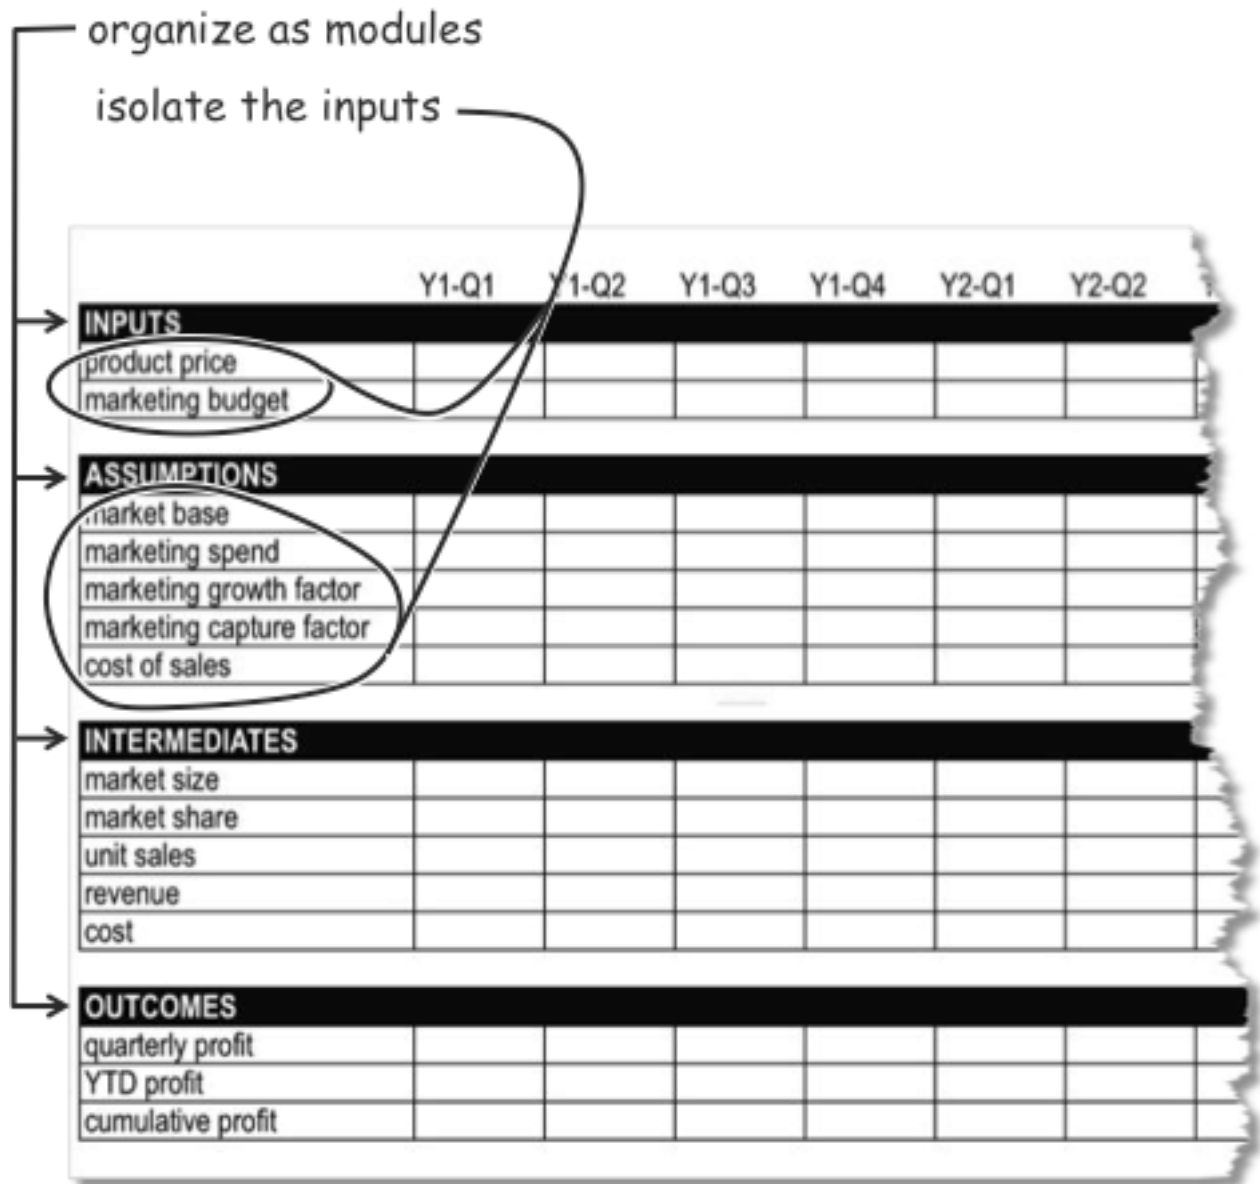 organize as modules
isolate the inputs
Y1-Q1 Y1-Q2 Y1-Q3 Y1-Q4 Y2-Q1 Y2-Q2
INPUTS
product price
marketing budget
ASSUMPTIONS
market base
marketing spend
marketing growth factor
marketing capture factor
cost of sales
INTERMEDIATES
market size
market share
unit sales
revenue
cost
OUTCOMES
quarterly profit
YTD profit
cumulative profit